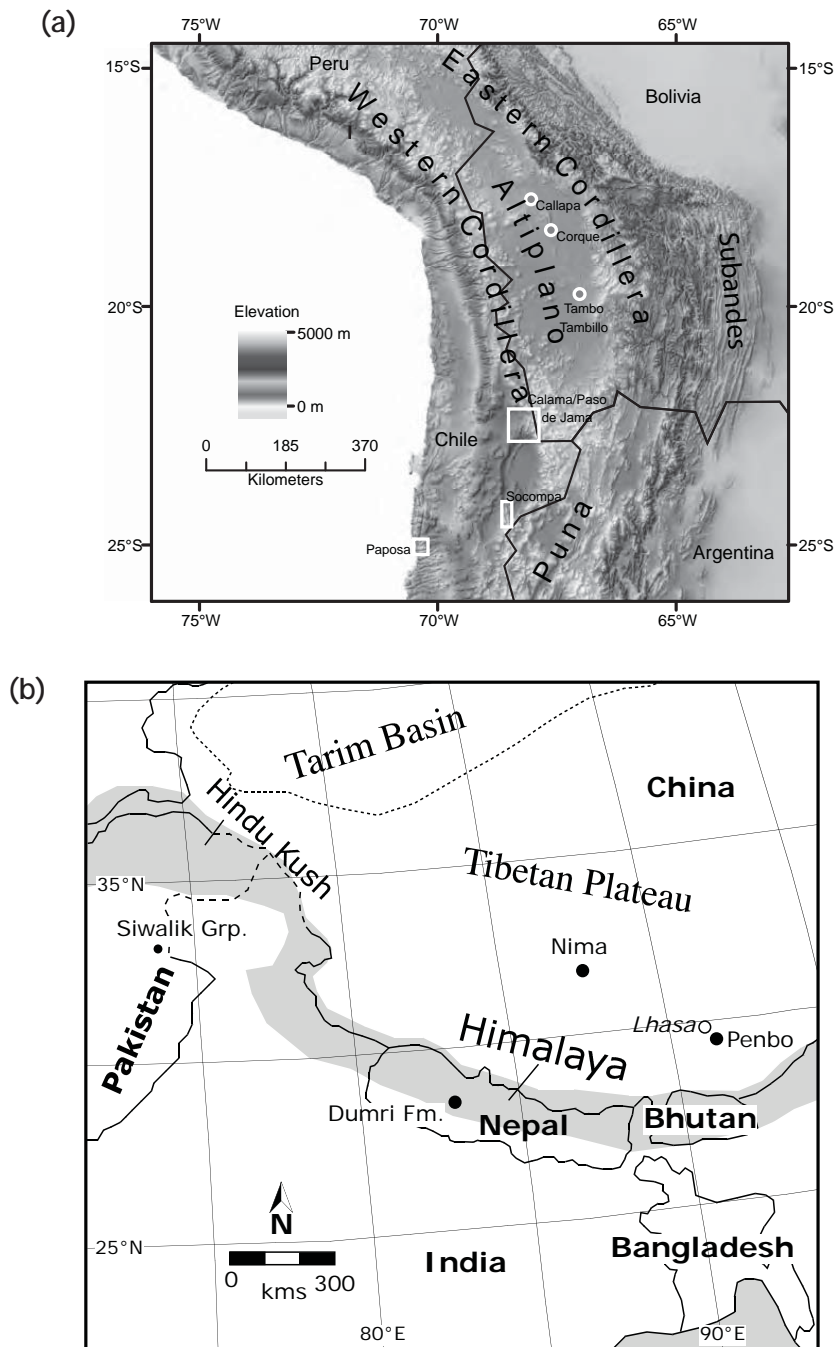 (a)
75°W
70°W
65°W
15°S
15°S
Peru
Bolivia
Eastern Cordillera
Western Cordillera
Altiplano
Callapa
Corque
Subandes
20°S
20°S
Tambo
Tambillo
Elevation
5000 m
0 m
Calama/Paso
de Jama
0
185
370
Kilometers
Chile
Socompa
Puna
25°S
25°S
Paposa
Argentina
75°W
70°W
65°W
(b)
Tarim Basin
China
Hindu Kush
Tibetan Plateau
35°N
Siwalik Grp.
Nima
Pakistan
Lhasa
Penbo
Himalaya
Dumri Fm.
Nepal
Bhutan
N
25°N
India
Bangladesh
0
kms
300
80°E
90°E